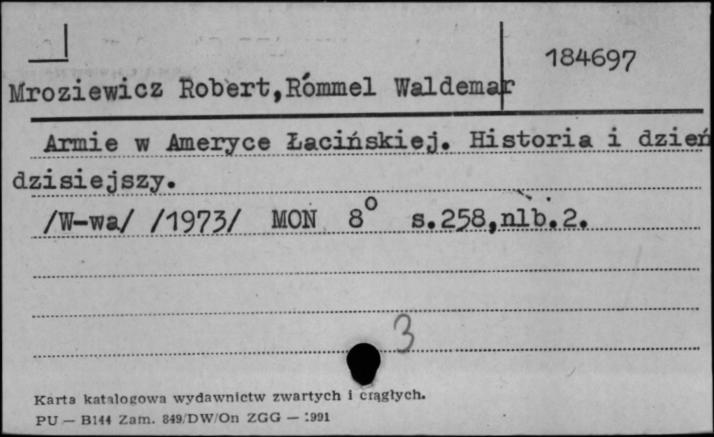 184697
Mroziewicz Robert,Rómmel Waldemar
Armie w Ameryce Łacińskiej. Historia i dzień
dzisiejszy.
/W-wa/ /1973/ MON 8° s.258,nlb.2.
3
Karta katalogowa wydawnictw zwartych i ciągłych.
PU — B144 Zam. 849/DW/On ZGG — 1991